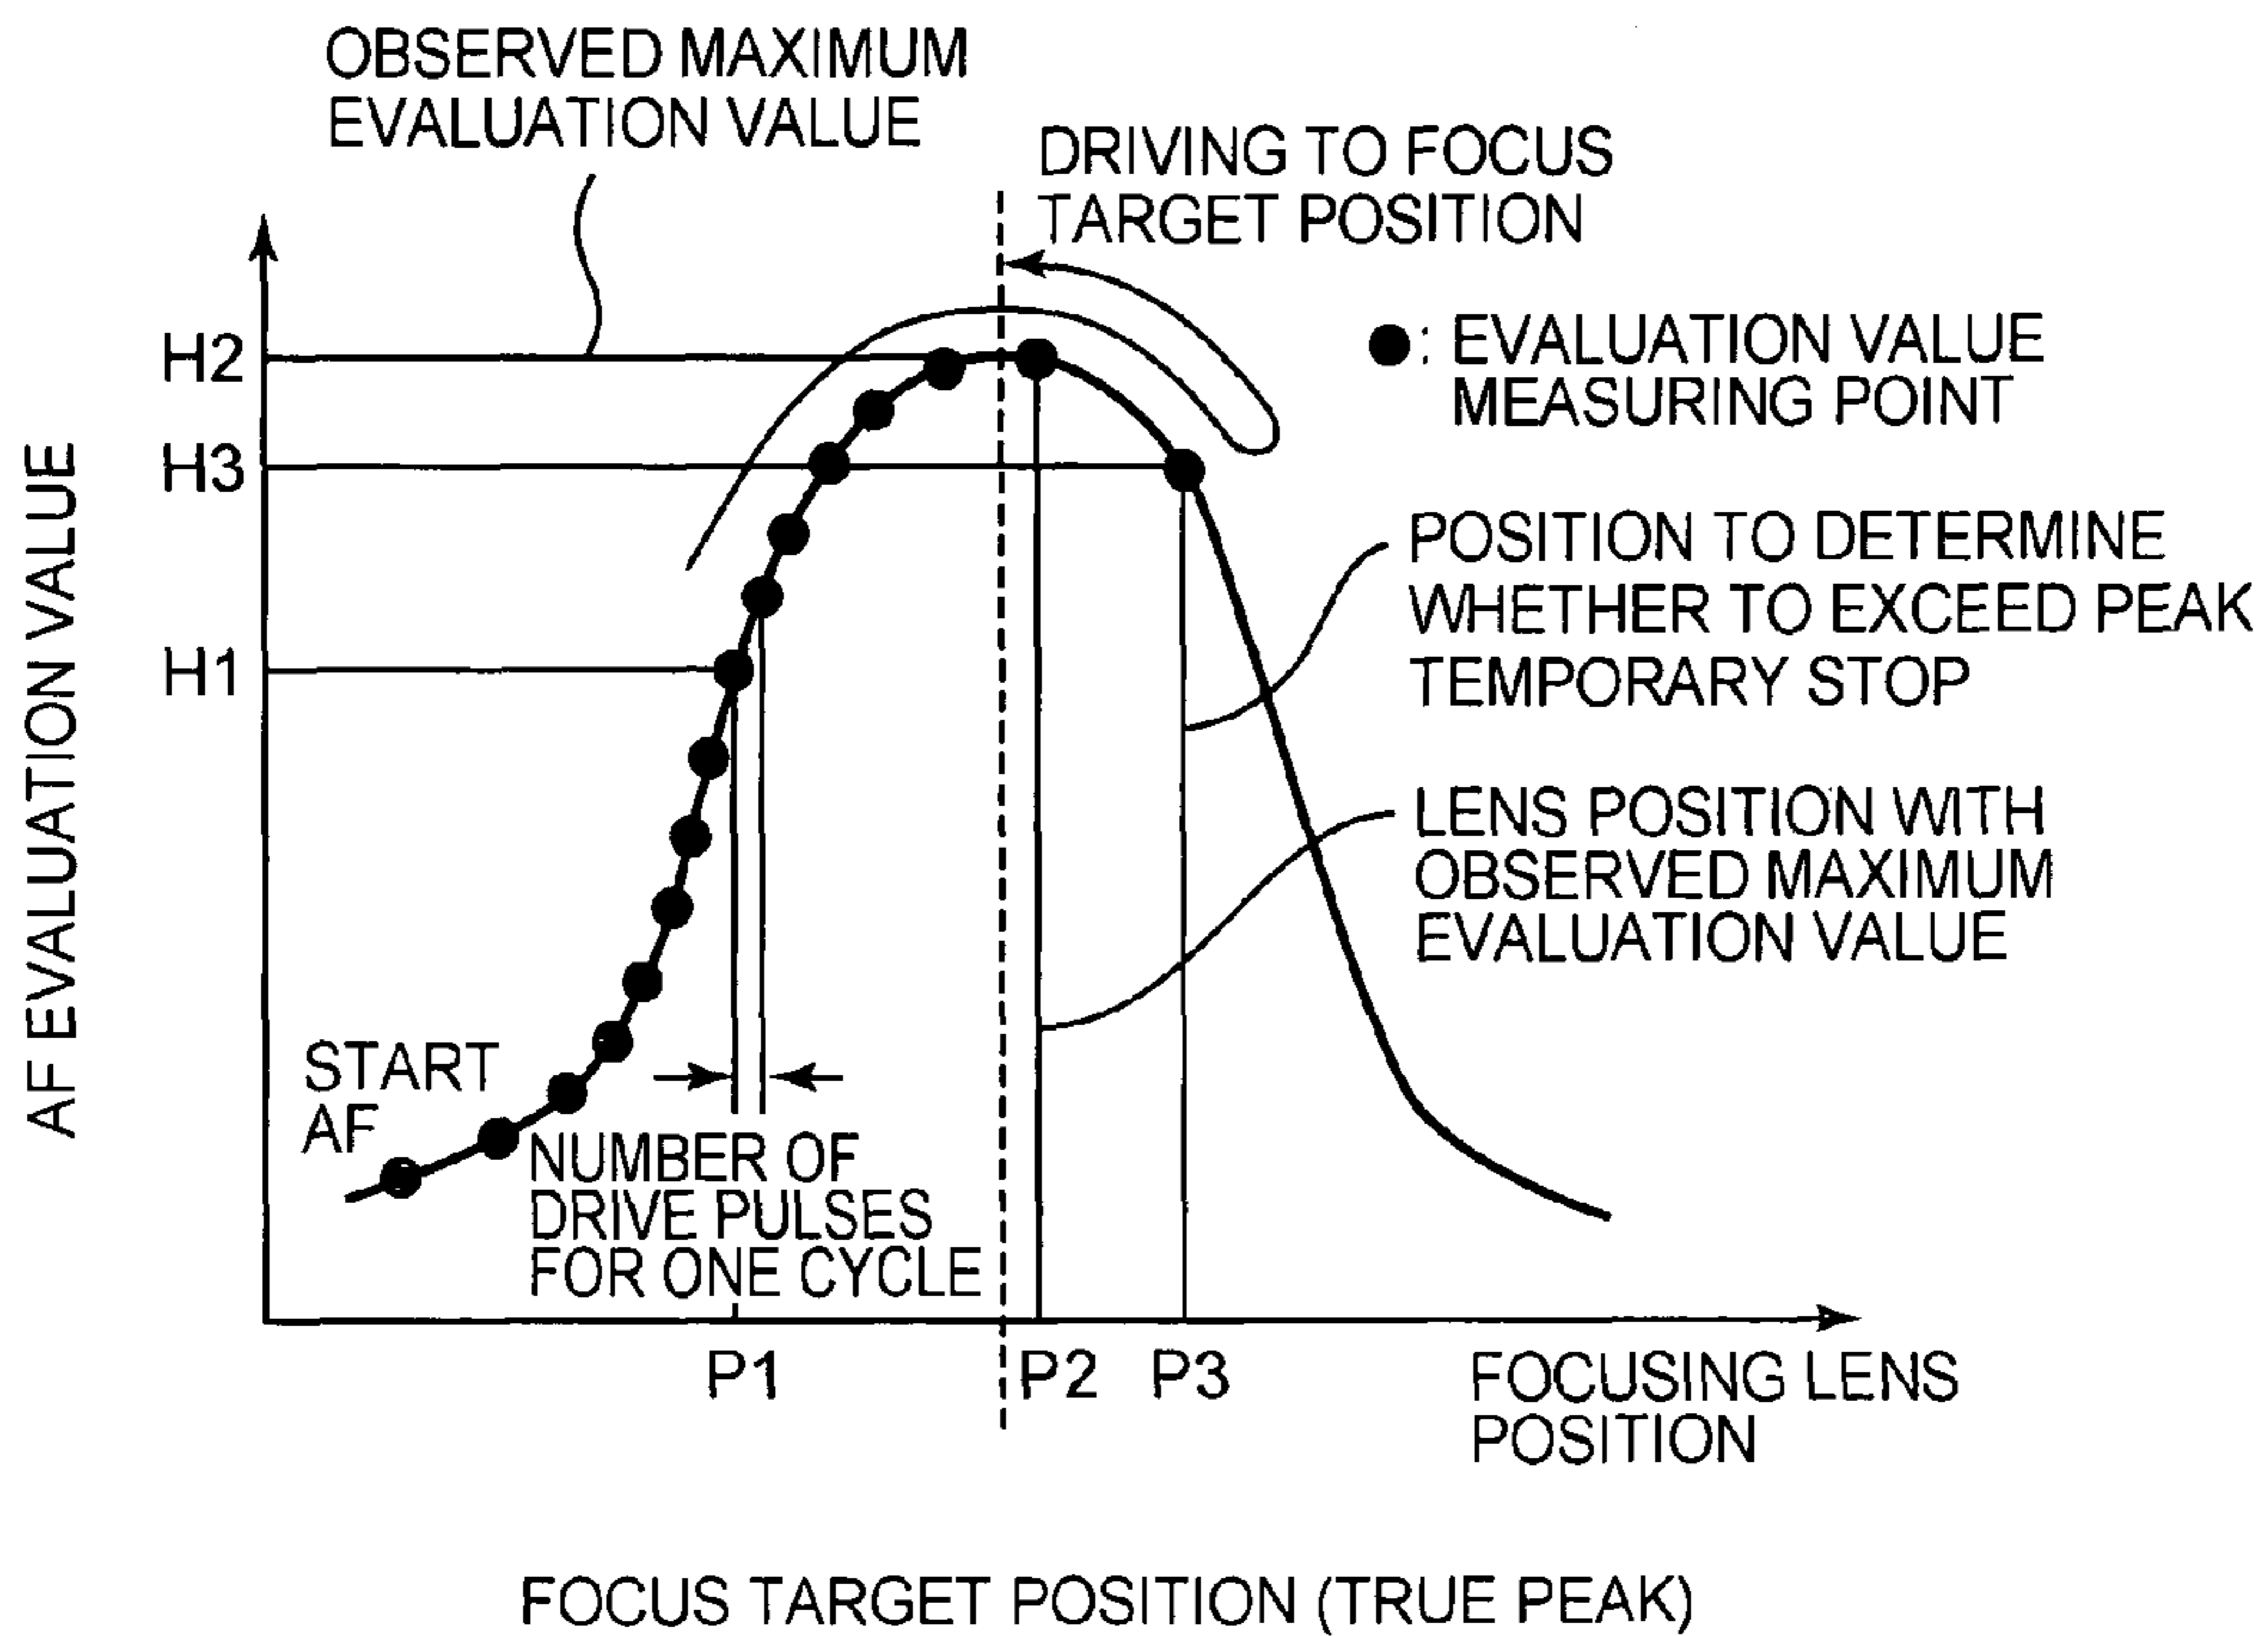 OBSERVED MAXIMUM
EVALUATION VALUE
DRIVING TO FOCUS
TARGET POSITION
H2
H3
H1
AF EVALUATION VALUE
: EVALUATION VALUE
MEASURING POINT
POSITION TO DETERMINE
WHETHER TO EXCEED PEAK
TEMPORARY STOP
LENS POSITION WITH
OBSERVED MAXIMUM
EVALUATION VALUE
START
AF
NUMBER OF
DRIVE PULSES
FOR ONE CYCLE
P1
P2
P3
FOCUSING LENS
POSITION
FOCUS TARGET POSITION (TRUE PEAK)